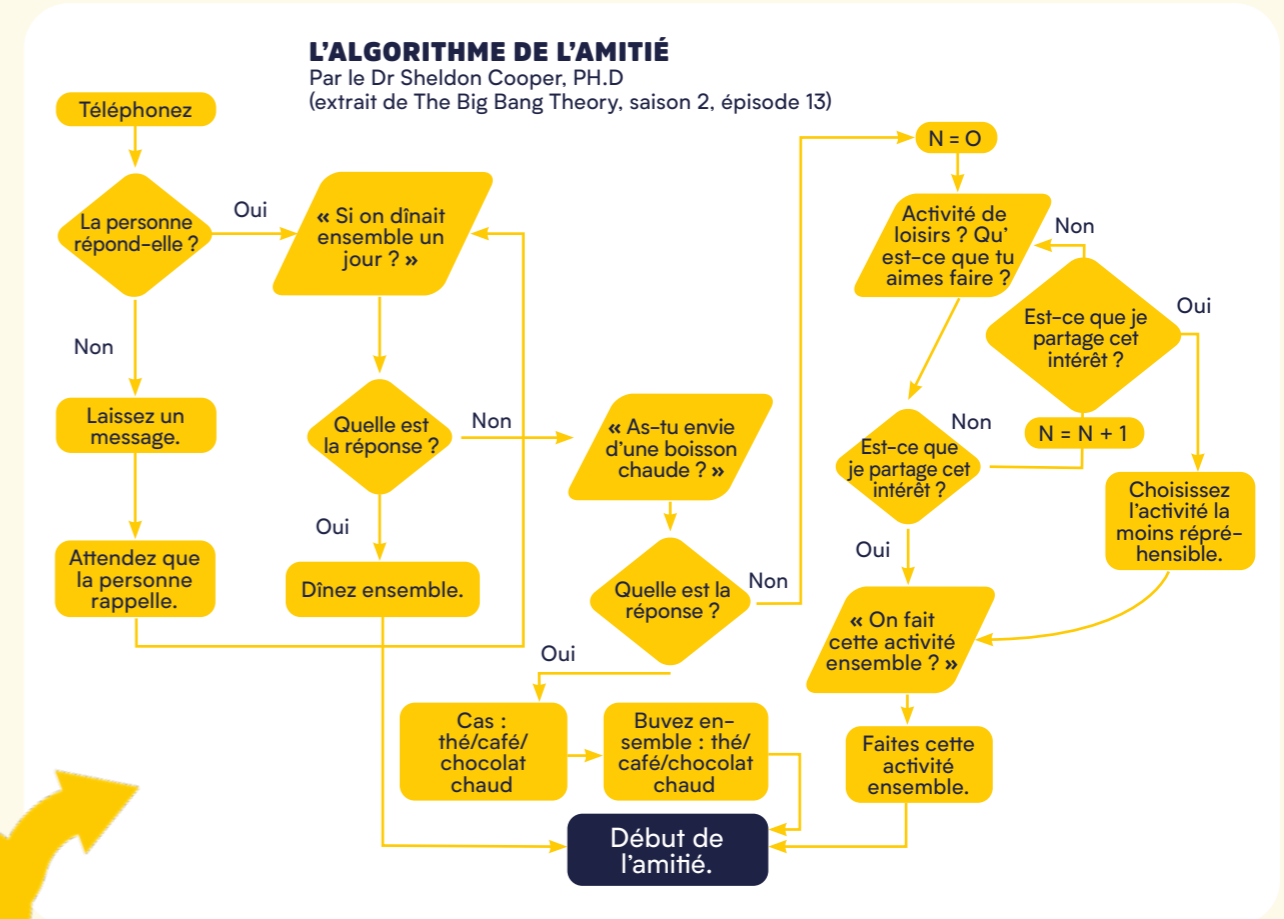 L'ALGORITHME DE L'AMITIÉ
Par le Dr Sheldon Cooper, PH.D
(extrait de The Big Bang Theory, saison 2, épisode 13)
Téléphonez
La personne
répond-elle ?
Oui
Non
Laissez un
message.
Attendez que
la personne
rappelle.
« Si on dînait
ensemble un
jour ? »
Quelle est
la réponse ?
Non
Oui
Dînez ensemble.
« As-tu envie
d'une boisson
chaude ? »
Quelle est la
réponse ?
Non
Oui
Cas :
thé/café/
chocolat
chaud
Buvez en-
semble : thé/
café/chocolat
chaud
N = O
Activité de
loisirs ? Qu'
est-ce que tu
aimes faire ?
Non
Est-ce que je
partage cet
intérêt ?
Oui
Est-ce que
je partage cet
intérêt ?
Non
N = N + 1
Choisissez
l'activité la
moins répré-
hensible.
Oui
« On fait
cette activité
ensemble ? »
Faites cette
activité
ensemble.
Début de
l'amitié.